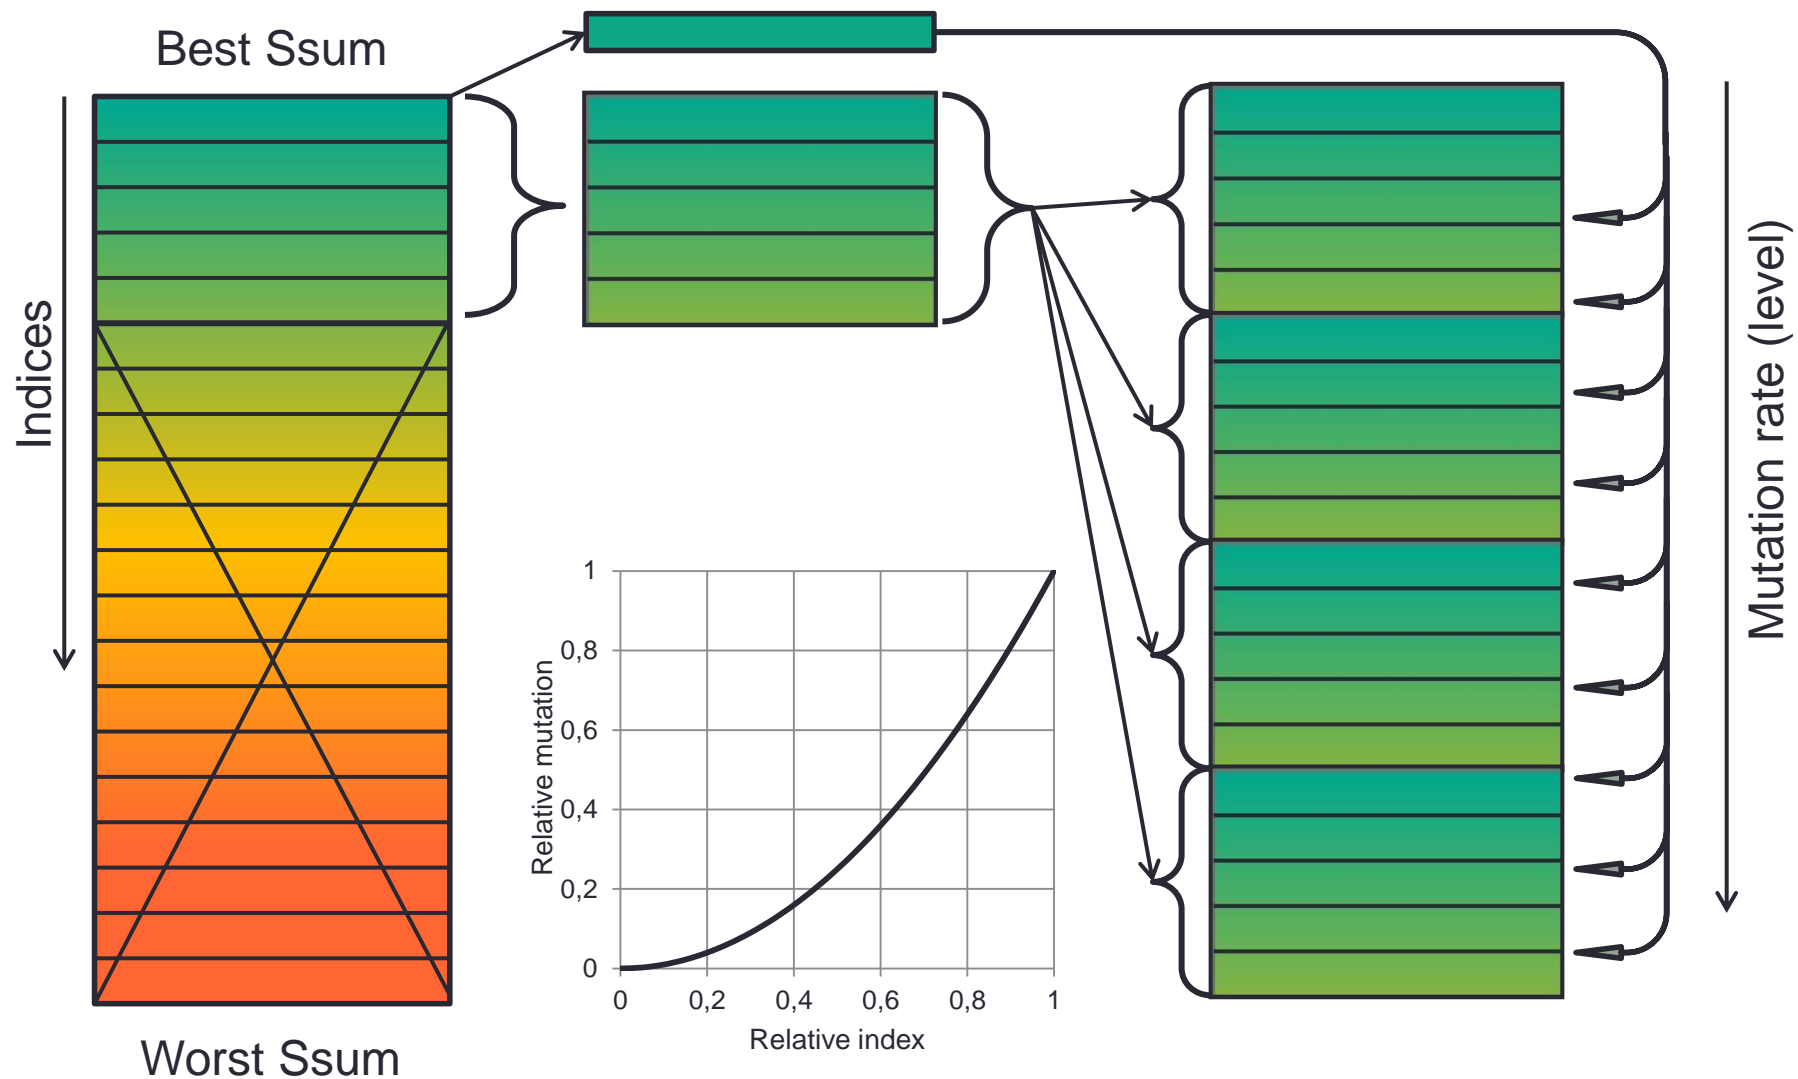 Best Ssum
Indices
Worst Ssum
Mutation rate (level)
Relative mutation
1
0,8
0,6
0,4
0,2
0
0 0,2 0,4 0,6 0,8 1
Relative index